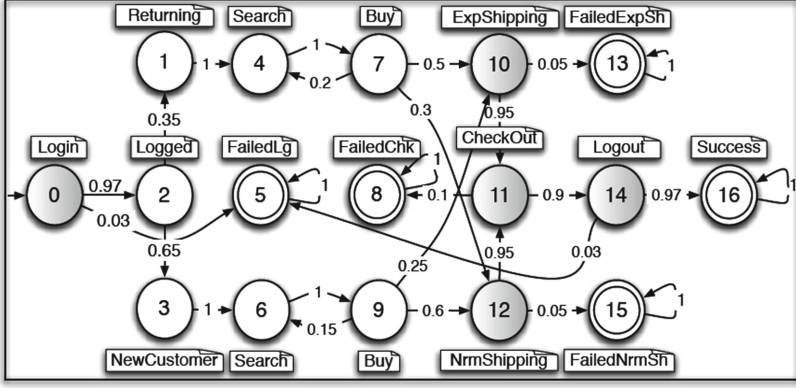 Returning Search Buy ExpShipping FailedExpSh
1 1 4 1 0.2 7 0.5 10 0.05 13 1
0.35 0.3 0.95
Login Logged FailedLg FailedChk CheckOut Logout Success
0 0.97 2 5 1 8 1 0.1 11 0.9 14 0.97 16 1
0.03
0.65 0.25 0.95 0.03
3 1 6 1 0.15 9 0.6 12 0.05 15 1
NewCustomer Search Buy NrmShipping FailedNrmSh